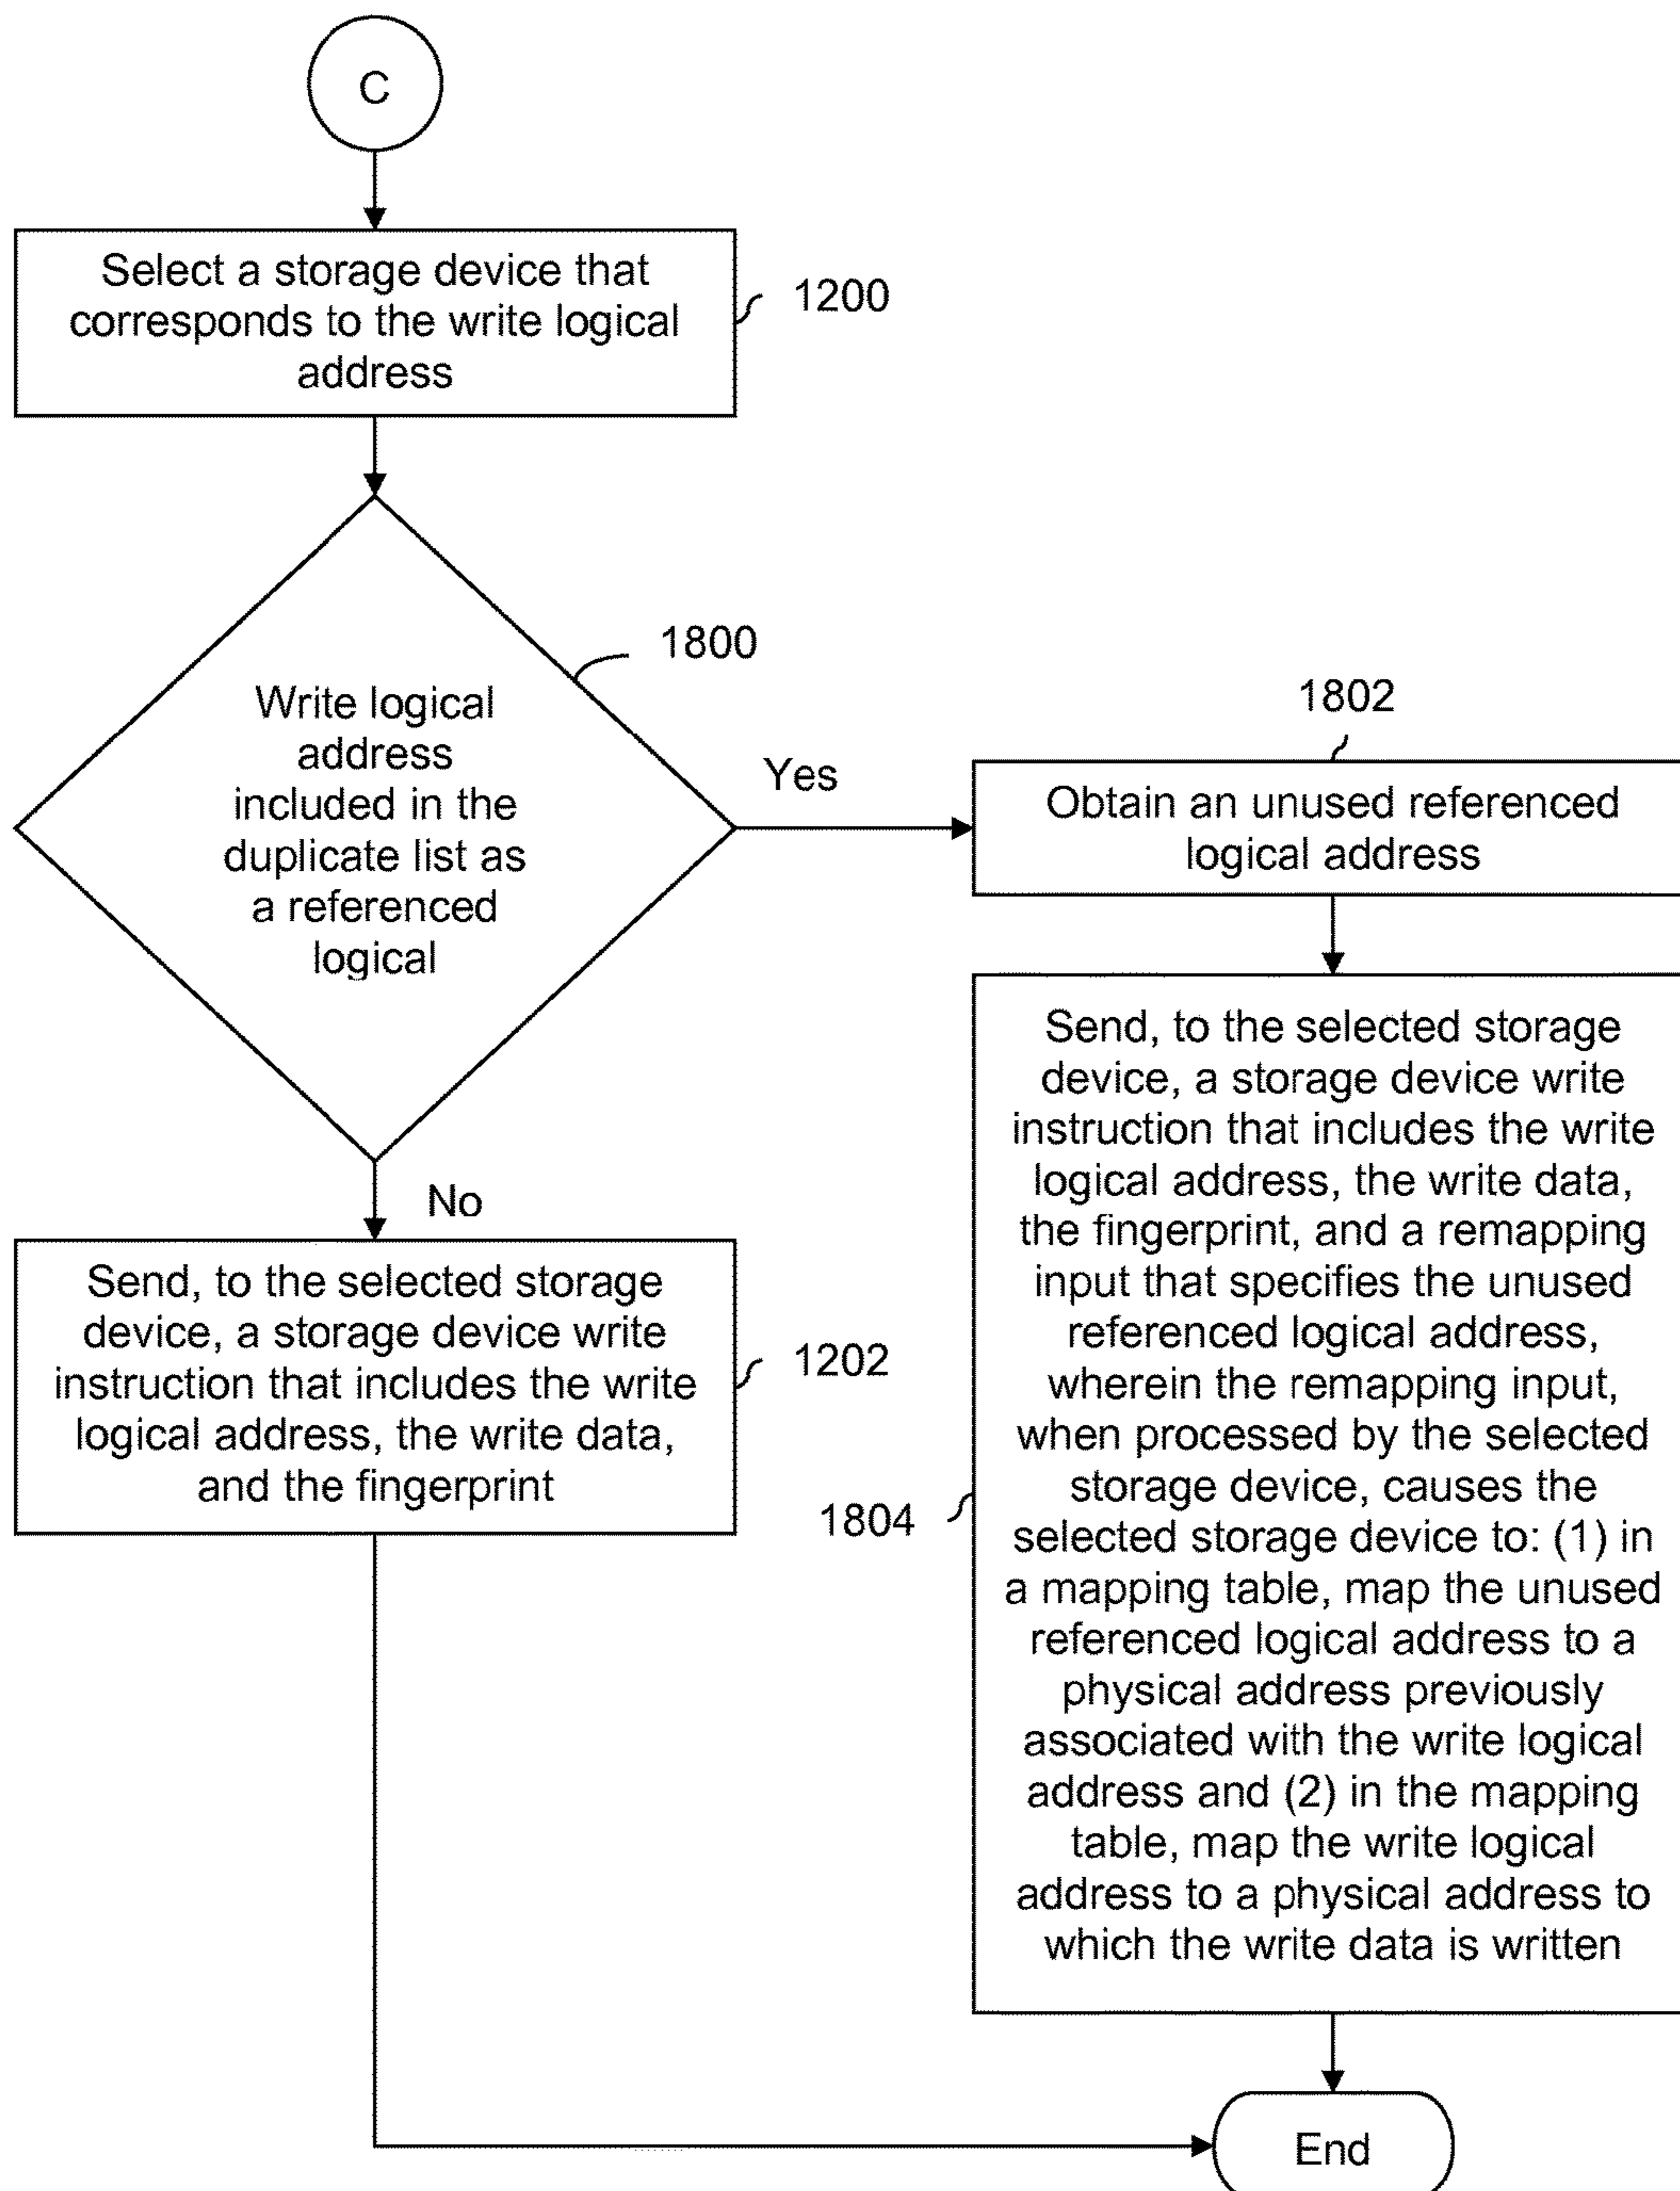 C
Select a storage device that
corresponds to the write logical
address
1200
Write logical
address
included in the
duplicate list as
a referenced
logical
1800
Yes
1802
Obtain an unused referenced
logical address
No
Send, to the selected storage
device, a storage device write
instruction that includes the write
logical address, the write data,
and the fingerprint
1202
Send, to the selected storage
device, a storage device write
instruction that includes the write
logical address, the write data,
the fingerprint, and a remapping
input that specifies the unused
referenced logical address,
wherein the remapping input,
when processed by the selected
storage device, causes the
selected storage device to: (1) in
a mapping table, map the unused
referenced logical address to a
physical address previously
associated with the write logical
address and (2) in the mapping
table, map the write logical
address to a physical address to
which the write data is written
1804
End